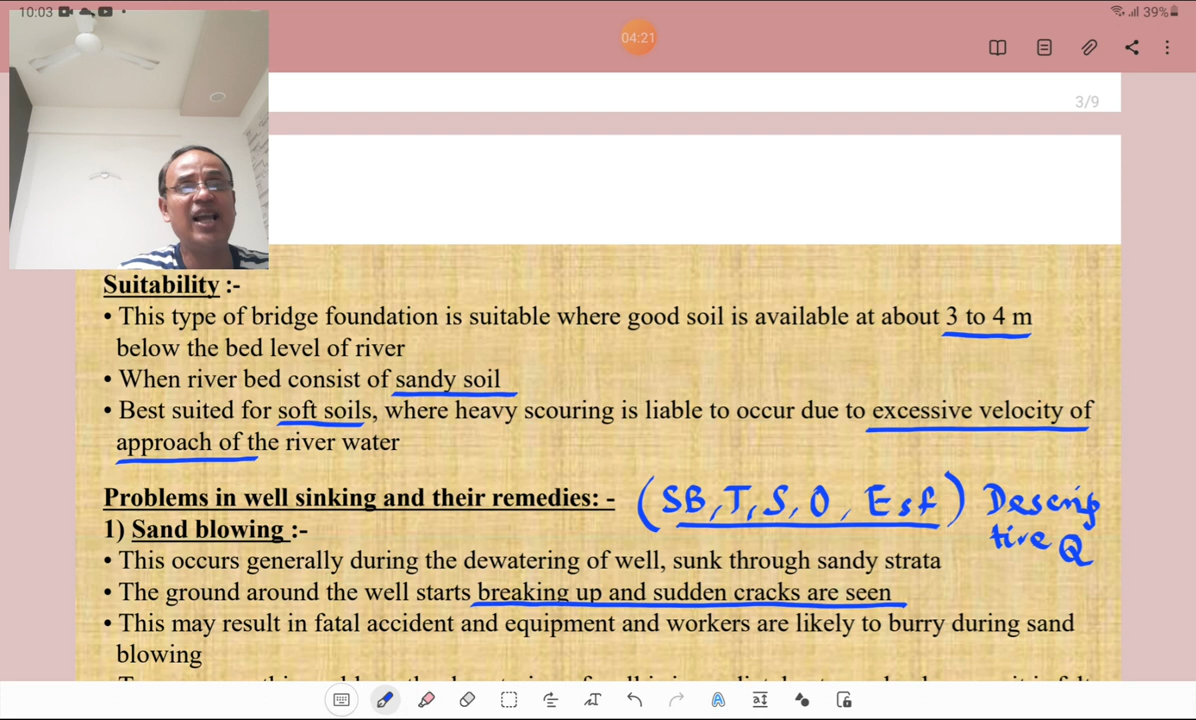 10:03
39%
04:21
3/9
Suitability :-
• This type of bridge foundation is suitable where good soil is available at about 3 to 4 m
below the bed level of river
• When river bed consist of sandy soil
• Best suited for soft soils, where heavy scouring is liable to occur due to excessive velocity of
approach of the river water
Problems in well sinking and their remedies: - (SB, T, S, O, Esf) Descrip
tive Q
1) Sand blowing :-
• This occurs generally during the dewatering of well, sunk through sandy strata
• The ground around the well starts breaking up and sudden cracks are seen
• This may result in fatal accident and equipment and workers are likely to burry during sand
blowing